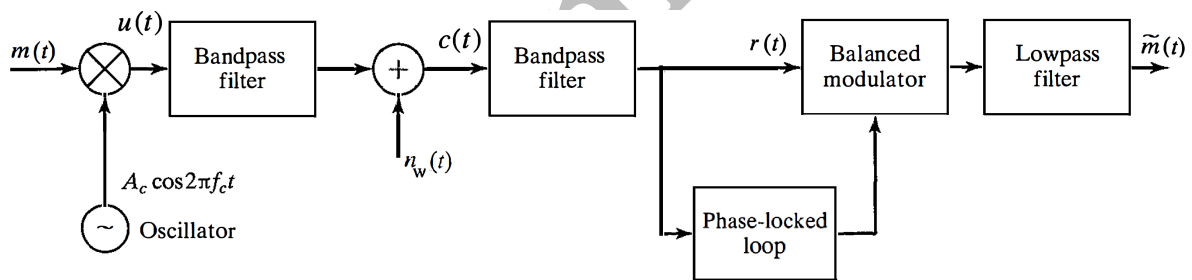 m(t)
u(t)
Bandpass
filter
c(t)
Bandpass
filter
r(t)
Balanced
modulator
Lowpass
filter
m̃(t)
+
n_w(t)
A_c cos2πf_ct
~
Oscillator
Phase-locked
loop